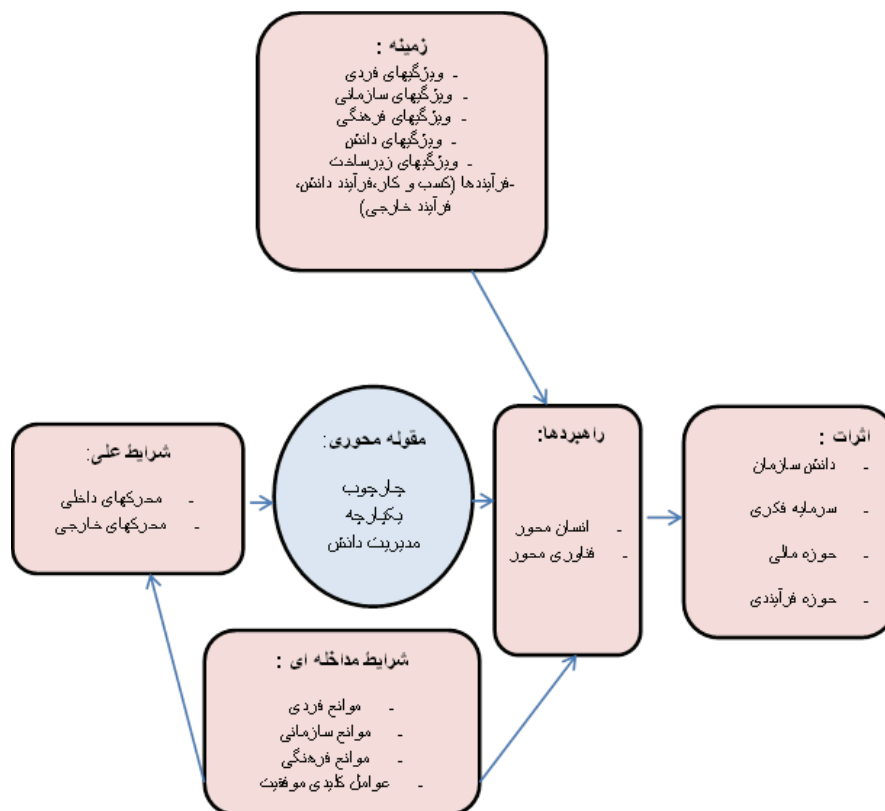 زمینه :
- ویژگیهای فردی
- ویژگیهای سازمانی
- ویژگیهای فرهنگی
- ویژگیهای دانش
- ویژگیهای زیرساخت
-فرآیندها (کسب و کار،فرآیند دانش،
فرآیند خارجی)
شرایط علی:
- محرکهای داخلی
- محرکهای خارجی
مقوله محوری:
چارچوب
یکپارچه
مدیریت دانش
راهبردها:
- انسان محور
- فناوری محور
اثرات :
- دانش سازمان
- سرمایه فکری
- حوزه مالی
- حوزه فرآیندی
شرایط مداخله ای :
- موانع فردی
- موانع سازمانی
- موانع فرهنگی
- عوامل کلیدی موفقیت